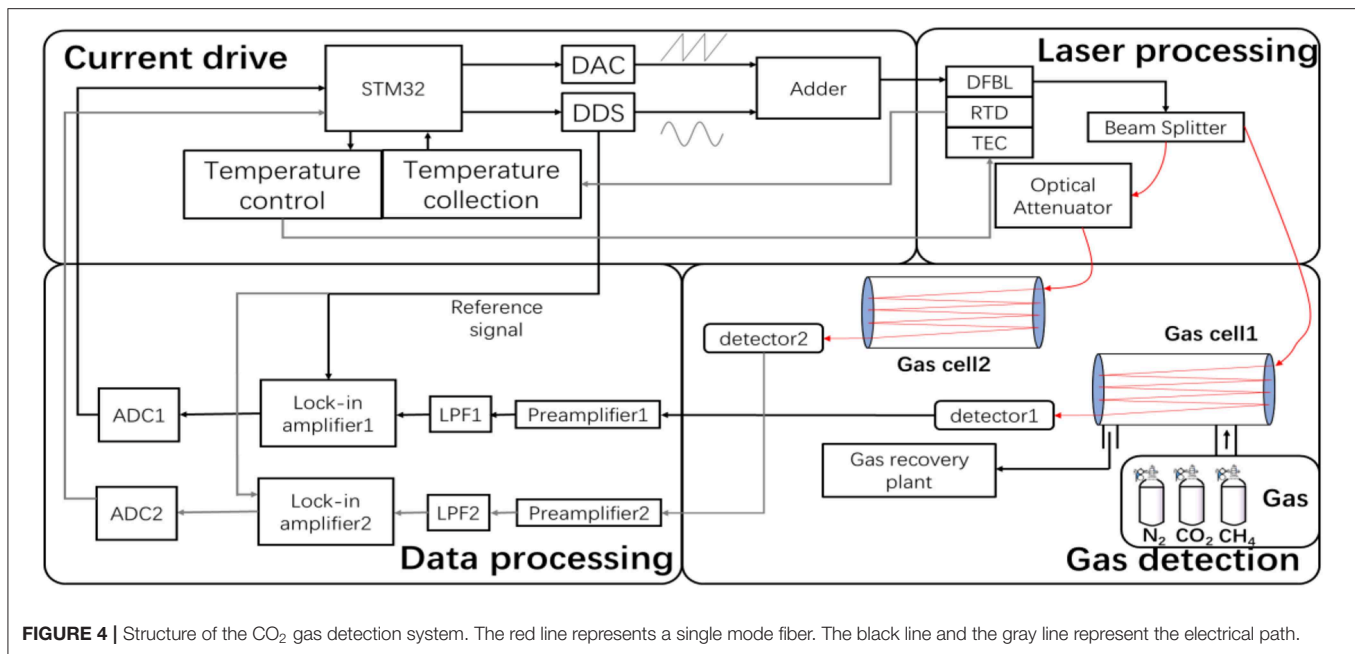 Current drive
STM32
DAC
DDS
Adder
Temperature
control
Temperature
collection
Laser processing
DFBL
RTD
TEC
Beam Splitter
Optical
Attenuator
Reference
signal
ADC1
Lock-in
amplifier1
LPF1
Preamplifier1
ADC2
Lock-in
amplifier2
LPF2
Preamplifier2
Data processing
detector2
Gas cell2
Gas cell1
detector1
Gas recovery
plant
Gas
N₂ CO₂ CH₄
Gas detection
FIGURE 4 | Structure of the CO₂ gas detection system. The red line represents a single mode fiber. The black line and the gray line represent the electrical path.